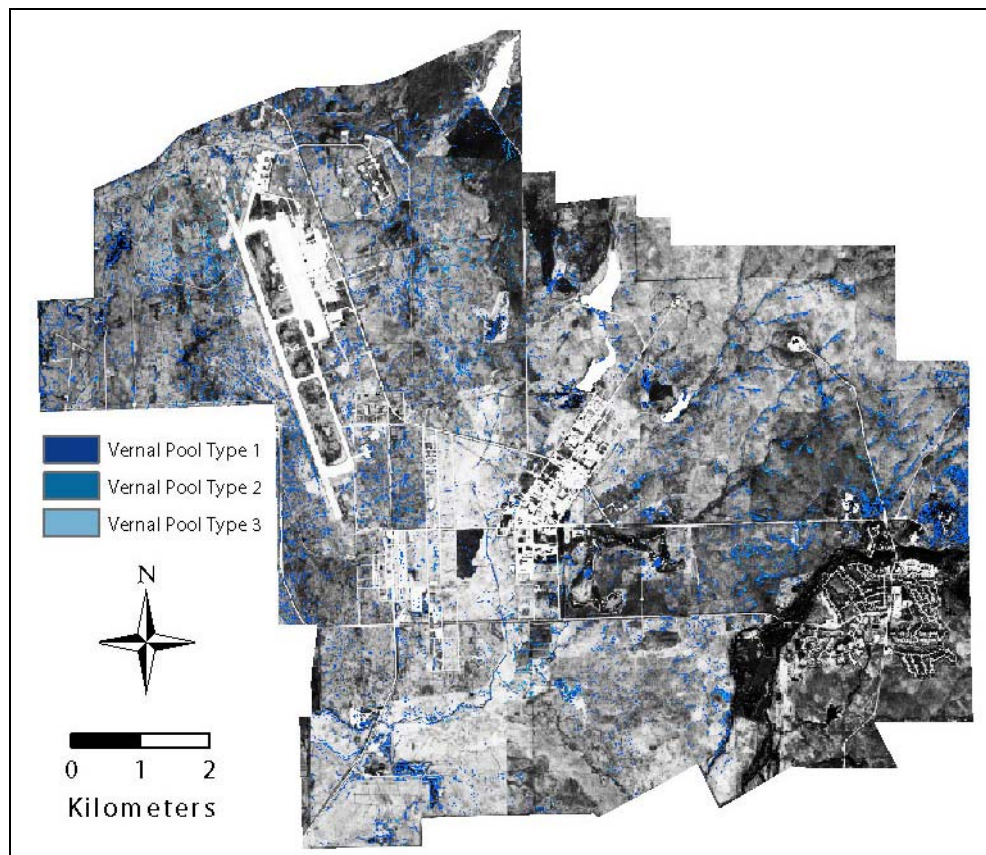 Vernal Pool Type 1
Vernal Pool Type 2
Vernal Pool Type 3
N
0 1 2
Kilometers